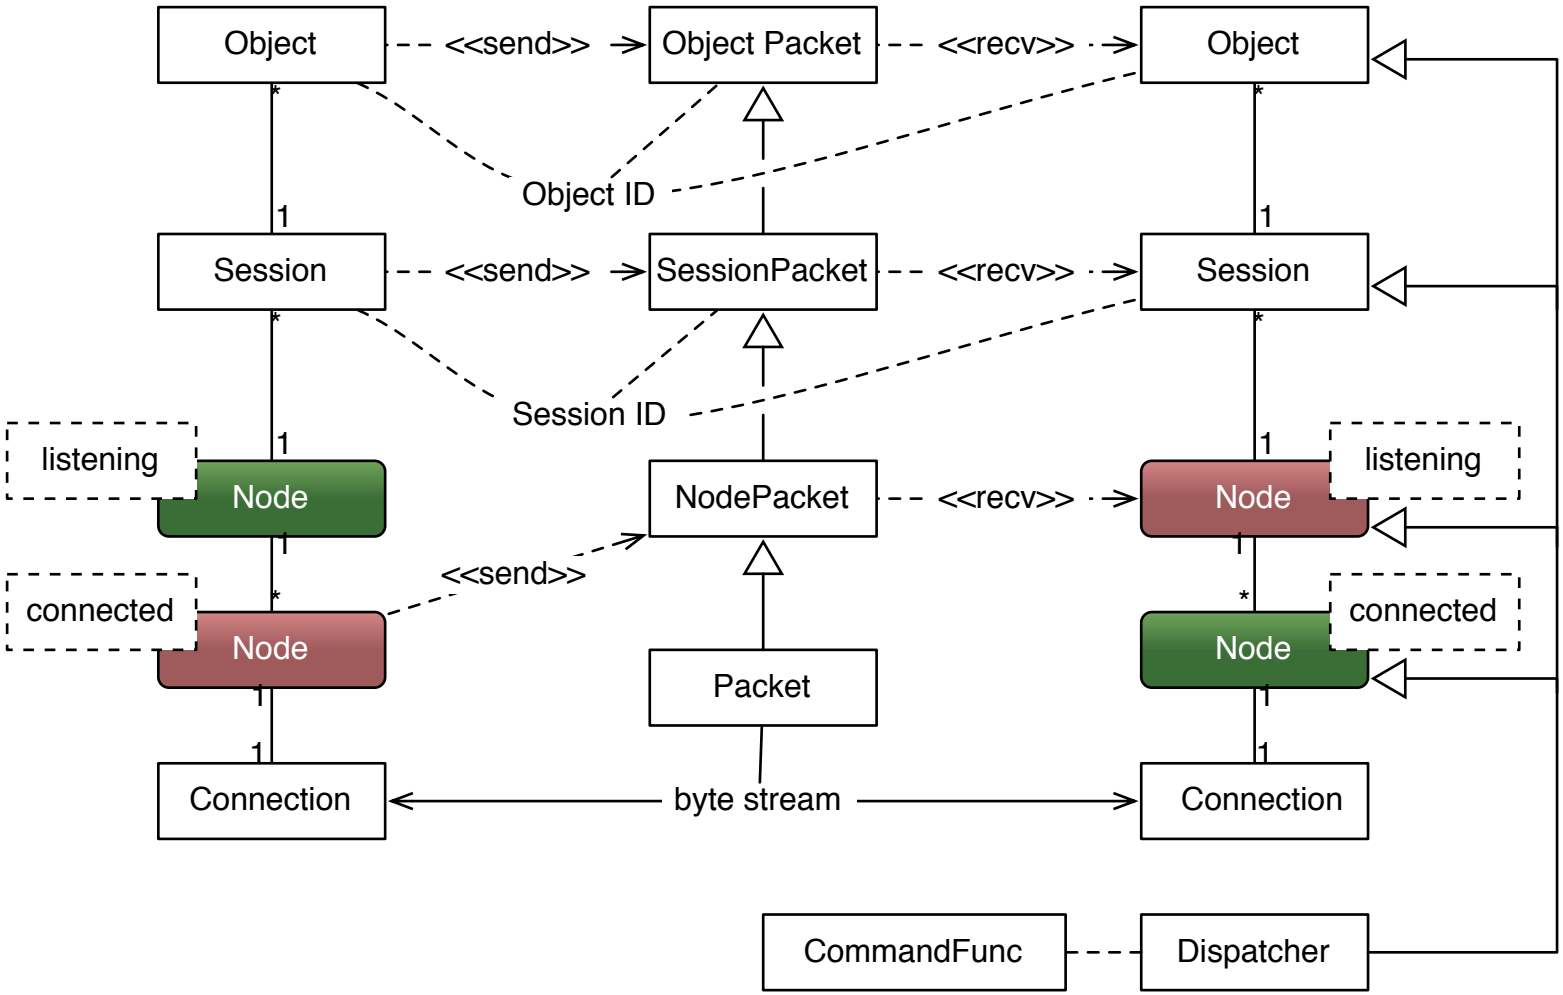 Object <<send>> Object Packet <<recv>> Object
* *
Object ID
1 1
Session <<send>> SessionPacket <<recv>> Session
* *
Session ID
1 1
listening listening
Node NodePacket <<recv>> Node
1 1
<<send>>
* *
connected connected
Node Node
Packet
1 1
1 1
Connection byte stream Connection
CommandFunc Dispatcher